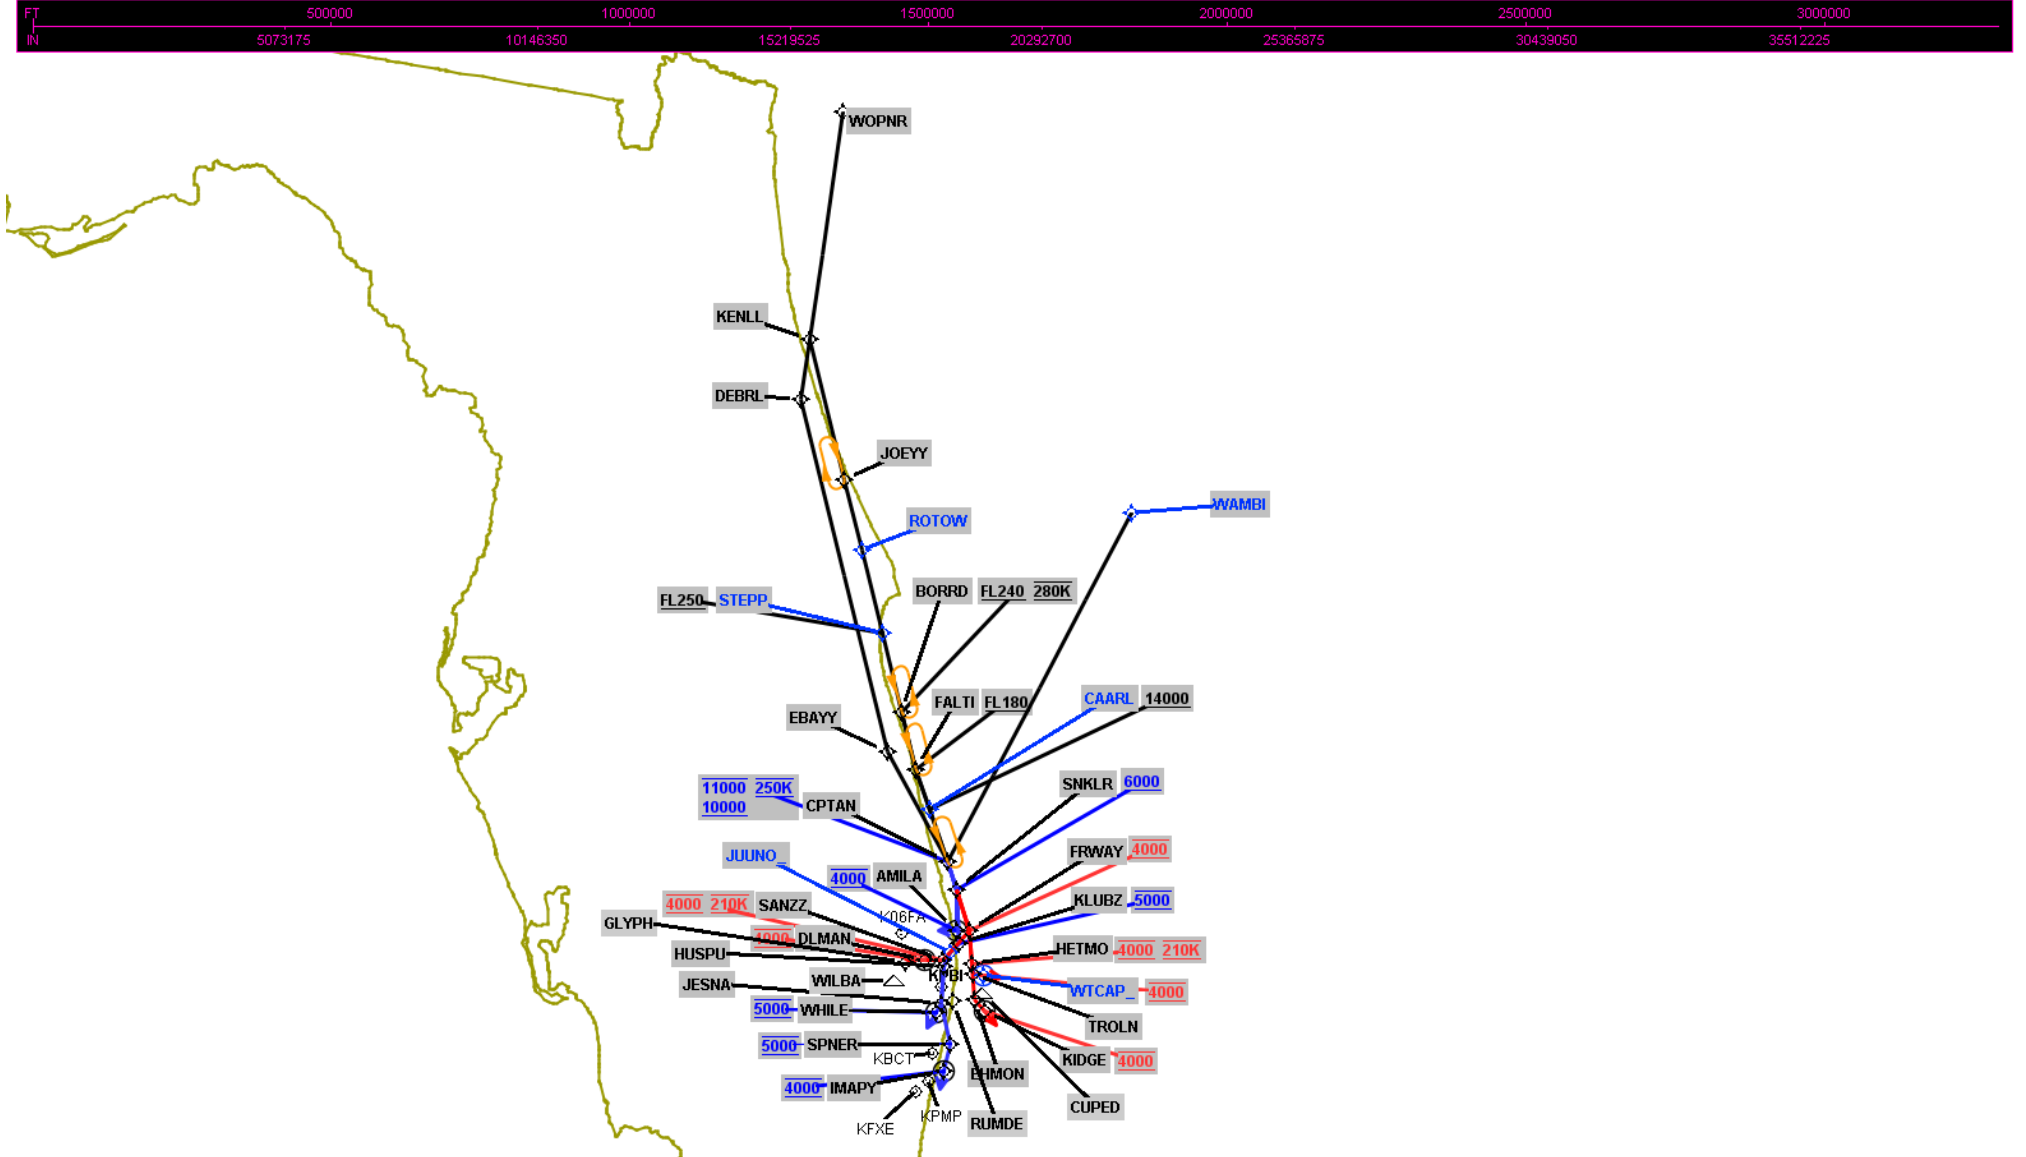 FT 500000 1000000 1500000 2000000 2500000 3000000
IN 5073175 10146350 15219525 20292700 25365875 30439050 35512225
WOPNR
KENLL
DEBRL
JOEYY
WAMBI
ROTOW
BORRD FL240 280K
FL250 STEPP
CAARL 14000
FALTI FL180
EBAYY
SNKLR 6000
11000 250K
10000
CPTAN
FRWAY 4000
JUUNO_
4000 AMILA
KLUBZ 5000
4000 210K SANZZ
K06FA
GLYPH
4000 DLMAN
HETMO 4000 210K
HUSPU
KPBI
WILBA
JESNA
WTCAP_ 4000
5000 WHILE
TROLN
5000 SPNER
KBCT
KIDGE 4000
EHMON
4000 IMAPY
CUPED
KPMP
RUMDE
KFXE